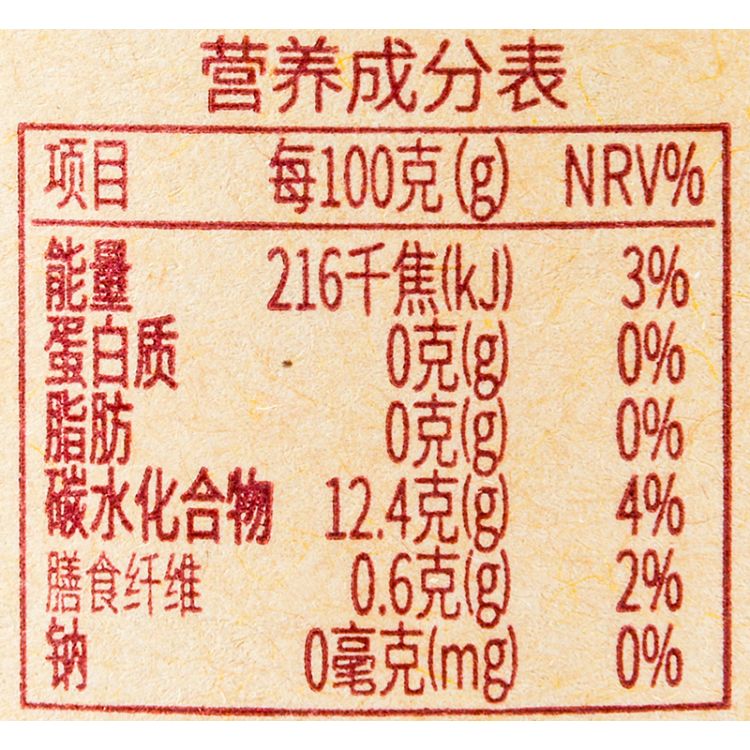 营养成分表
项目 每100克(g) NRV%
能量 216千焦(kJ) 3%
蛋白质 0克(g) 0%
脂肪 0克(g) 0%
碳水化合物 12.4克(g) 4%
膳食纤维 0.6克(g) 2%
钠 0毫克(mg) 0%